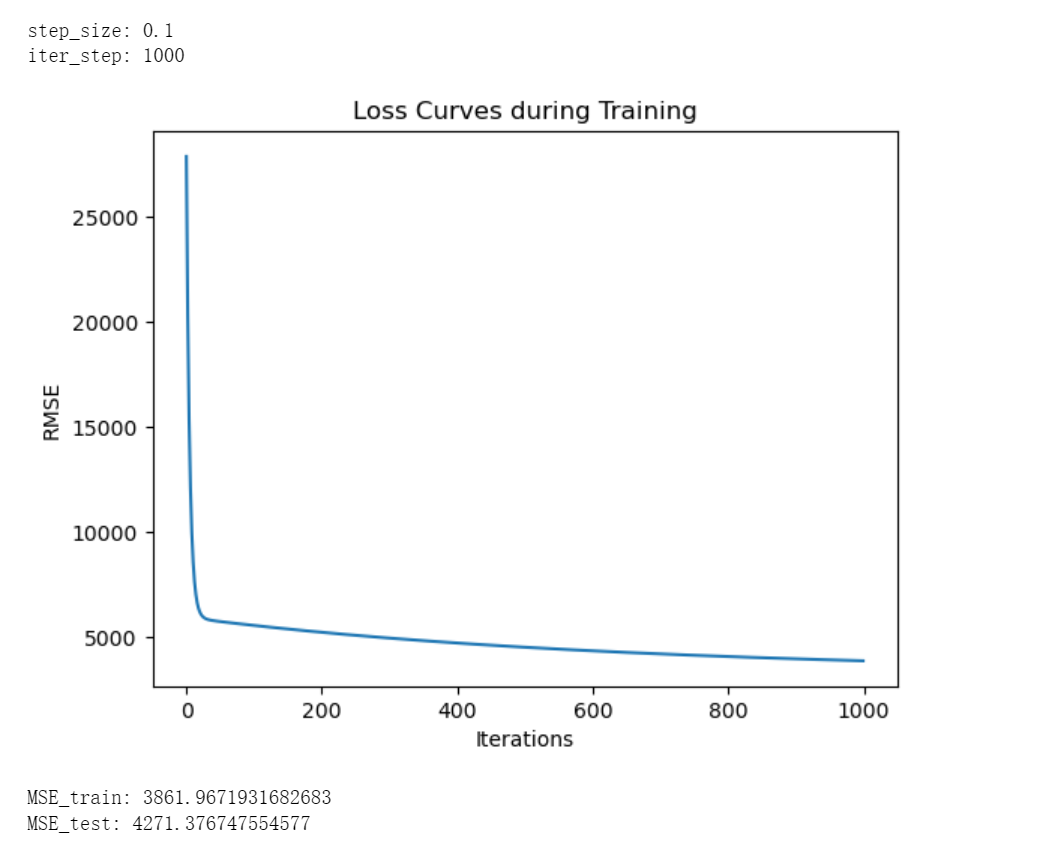 step_size: 0.1
iter_step: 1000
Loss Curves during Training
25000
20000
15000
10000
5000
RMSE
0 200 400 600 800 1000
Iterations
MSE_train: 3861.9671931682683
MSE_test: 4271.376747554577